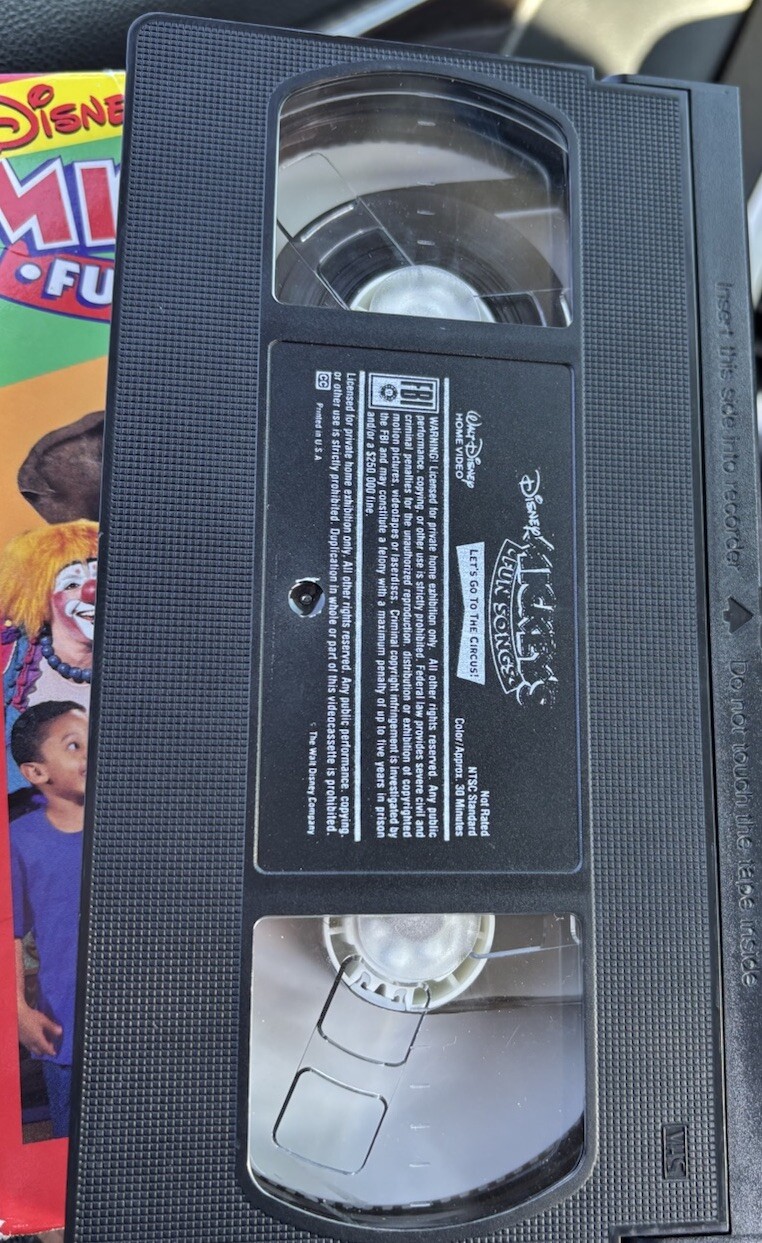 DISNE
MI
•FU
DISNEY
MICKEY'S
FUN SONGS
LET'S GO TO THE CIRCUS!
WALT DISNEY
HOME VIDEO
Not Rated
NTSC Standard
Color/Approx. 30 Minutes
FBI
WARNING! Licensed for private home exhibition only. All other rights reserved. Any public
performance, copying, or other use is strictly prohibited. Federal law provides severe civil and
criminal penalties for the unauthorized reproduction, distribution or exhibition of copyrighted
motion pictures, videotapes or laserdiscs. Criminal copyright infringement is investigated by
the FBI and may constitute a felony with a maximum penalty of up to five years in prison
and/or a $250,000 fine.
Licensed for private home exhibition only. All other rights reserved. Any public performance, copying,
or other use is strictly prohibited. Duplication in whole or part of this videocassette is prohibited.
CC
Printed in U.S.A.
© The Walt Disney Company
Insert this side into recorder
Do not touch the tape inside
VHS